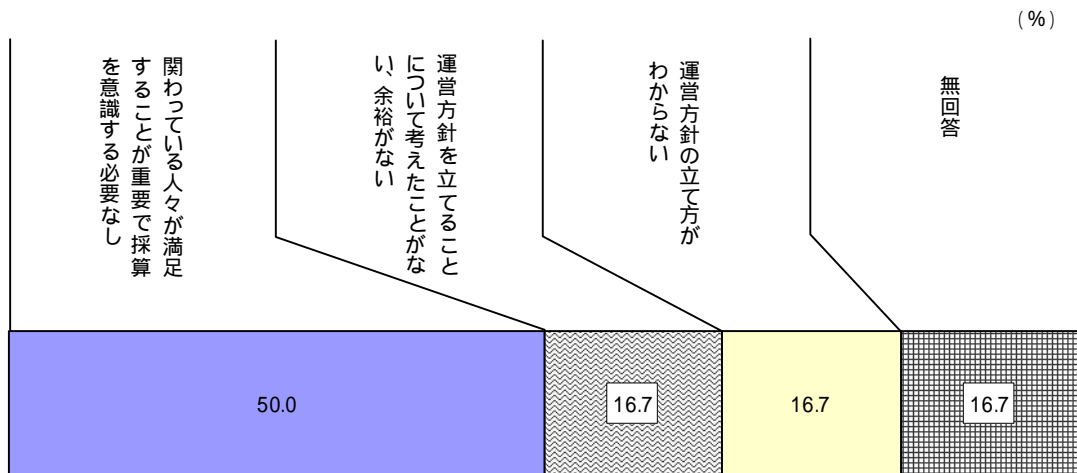 (%)
関わっている人々が満足
することが重要で採算
を意識する必要なし
運営方針を立てること
について考えたことがな
い、余裕がない
運営方針の立て方が
わからない
無回答
50.0
16.7
16.7
16.7